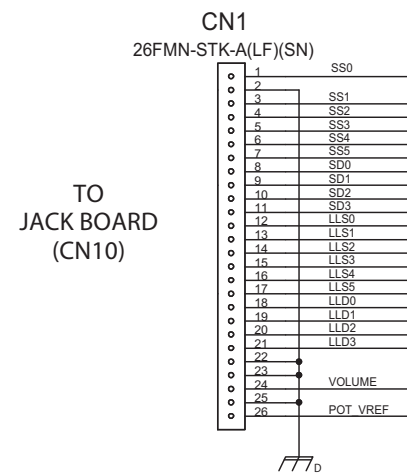 CN1
26FMN-STK-A(LF)(SN)
TO
JACK BOARD
(CN10)
1 SS0
2
3 SS1
4 SS2
5 SS3
6 SS4
7 SS5
8 SD0
9 SD1
10 SD2
11 SD3
12 LLS0
13 LLS1
14 LLS2
15 LLS3
16 LLS4
17 LLS5
18 LLD0
19 LLD1
20 LLD2
21 LLD3
22
23
24 VOLUME
25
26 POT_VREF
D